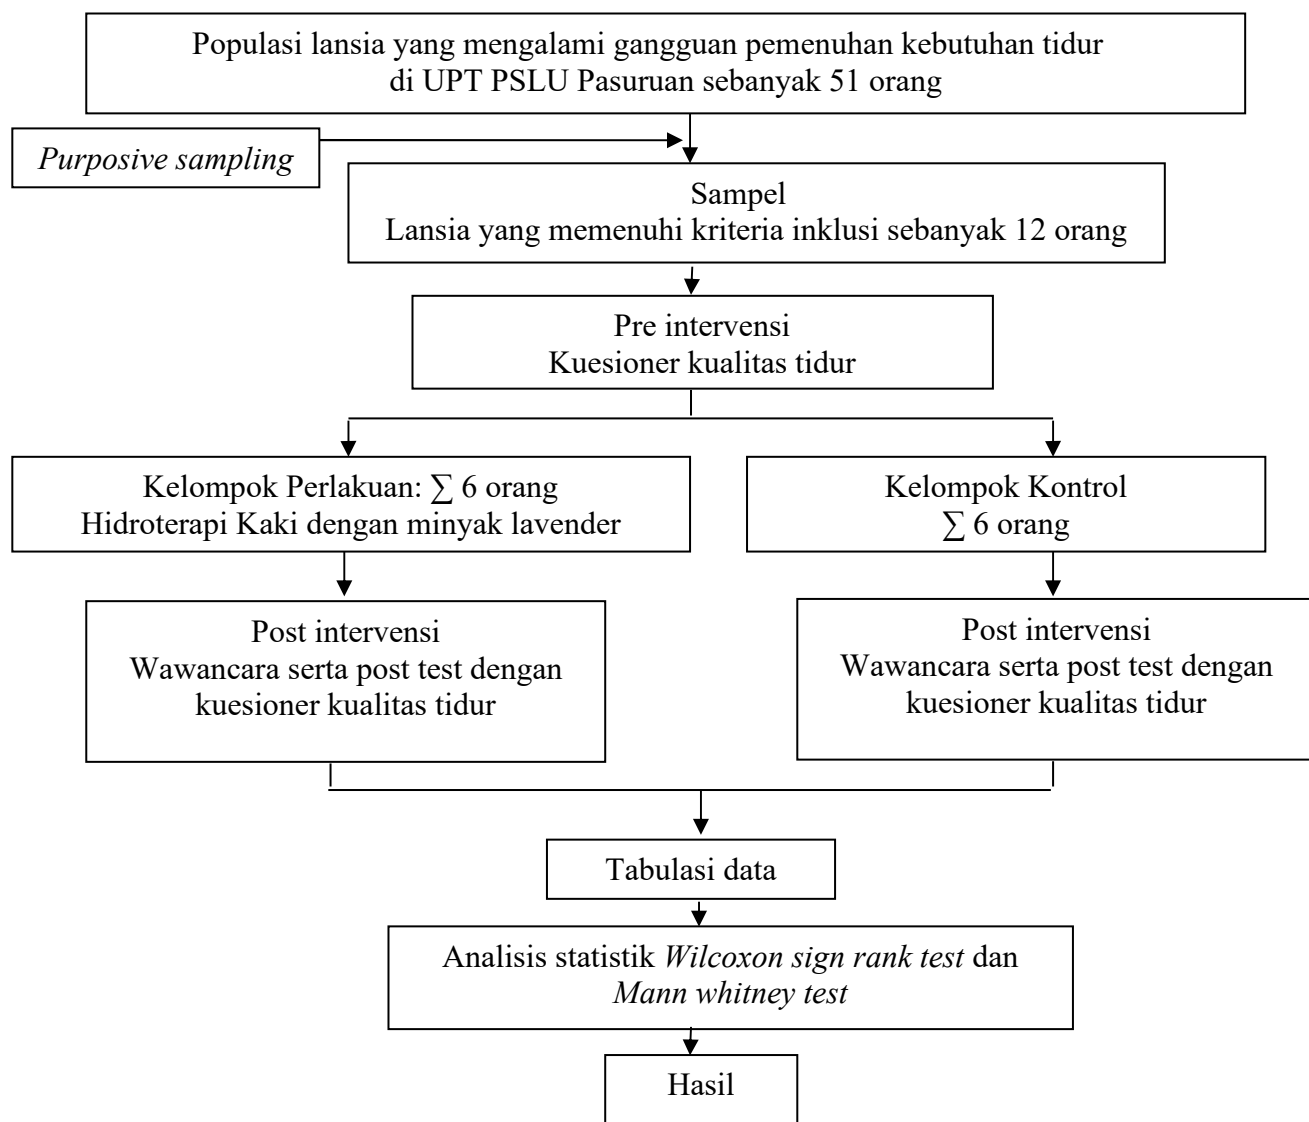 Populasi lansia yang mengalami gangguan pemenuhan kebutuhan tidur
di UPT PSLU Pasuruan sebanyak 51 orang
Purposive sampling
Sampel
Lansia yang memenuhi kriteria inklusi sebanyak 12 orang
Pre intervensi
Kuesioner kualitas tidur
Kelompok Perlakuan: ∑ 6 orang
Hidroterapi Kaki dengan minyak lavender
Kelompok Kontrol
∑ 6 orang
Post intervensi
Wawancara serta post test dengan
kuesioner kualitas tidur
Post intervensi
Wawancara serta post test dengan
kuesioner kualitas tidur
Tabulasi data
Analisis statistik Wilcoxon sign rank test dan
Mann whitney test
Hasil